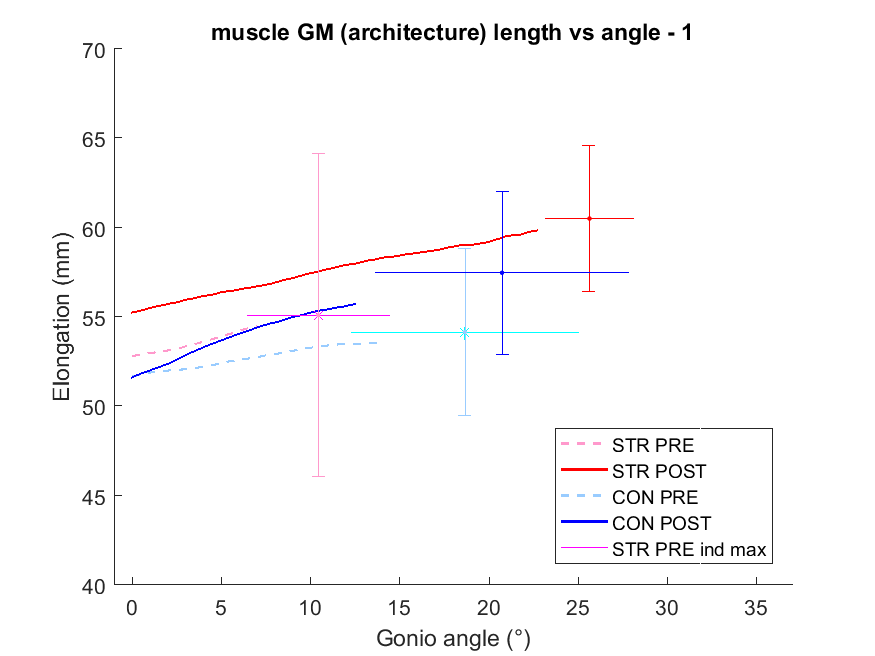 muscle GM (architecture) length vs angle - 1
70
65
60
55
50
45
40
Elongation (mm)
0 5 10 15 20 25 30 35
Gonio angle (°)
STR PRE
STR POST
CON PRE
CON POST
STR PRE ind max